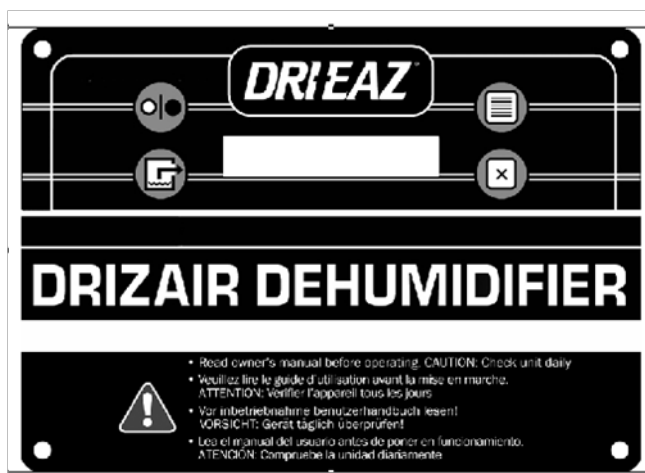 DRIEAZ
DRIZAIR DEHUMIDIFIER
• Read owner's manual before operating. CAUTION: Check unit daily
• Veuillez lire le guide d'utilisation avant la mise en marche.
ATTENTION: Vérifier l'appareil tous les jours
• Vor inbetriebnahme benutzerhandbuch lesen!
VORSICHT: Gerät täglich überprüfen!
• Lea el manual del usuario antes de poner en funcionamiento.
ATENCIÓN: Compruebe la unidad diariamente